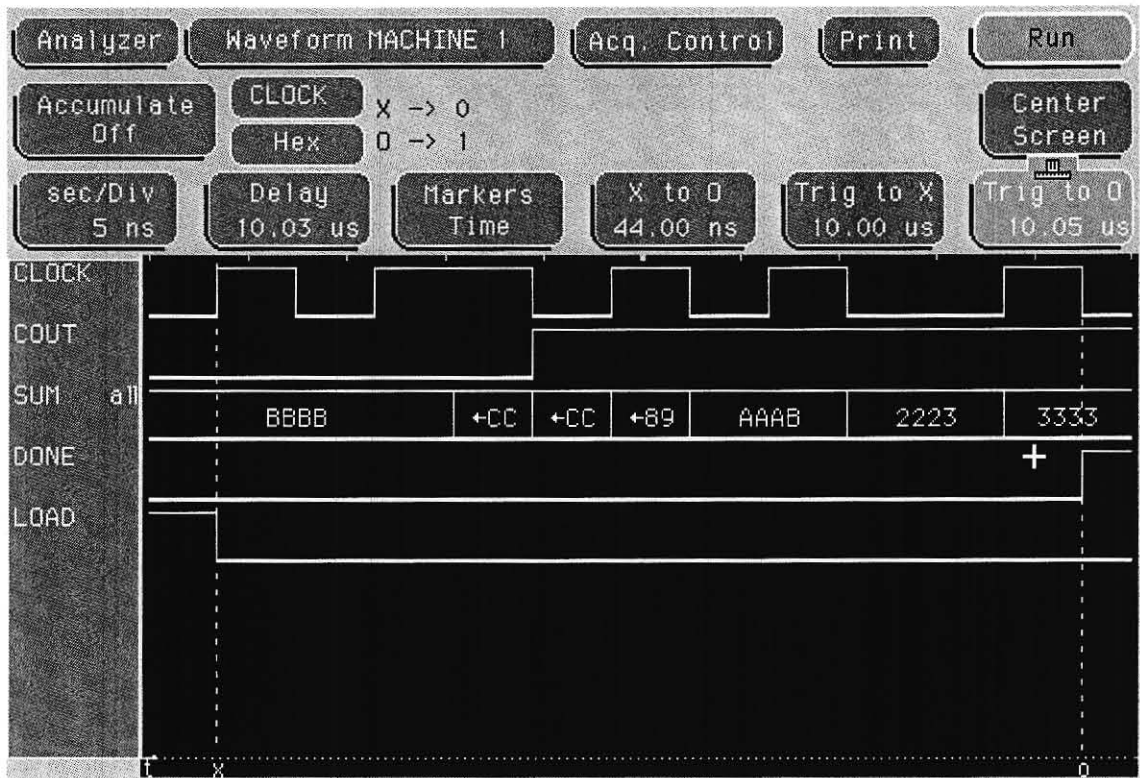 Analyzer Waveform MACHINE 1 Acq. Control Print Run
Accumulate Off CLOCK X -> 0 Center Screen
Hex O -> 1
sec/Div Delay Markers X to O Trig to X Trig to O
5 ns 10.03 us Time 44.00 ns 10.00 us 10.05 us
CLOCK
COUT
SUM all BBBB ←CC ←CC ←89 AAAB 2223 3333
DONE
LOAD
t X o